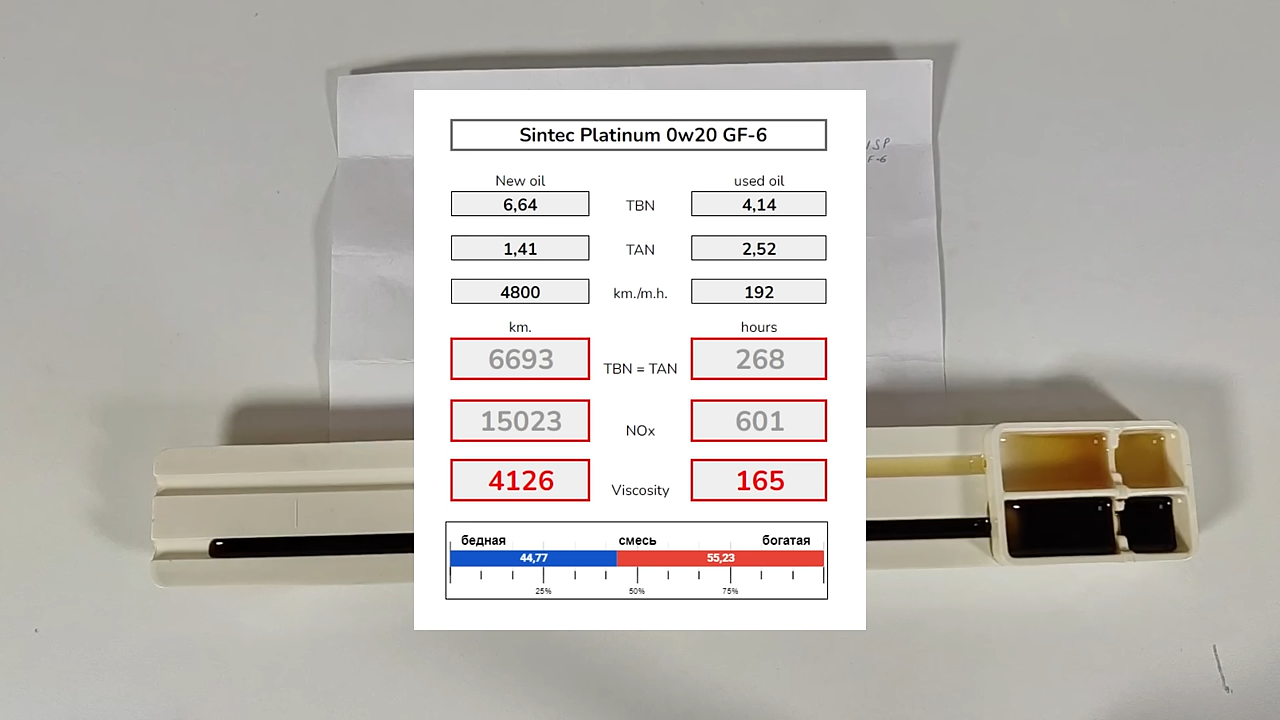 Sintec Platinum 0w20 GF-6
New oil used oil
6,64 TBN 4,14
1,41 TAN 2,52
4800 km./m.h. 192
km. hours
6693 TBN = TAN 268
15023 NOx 601
4126 Viscosity 165
бедная смесь богатая
44,77 55,23
25% 50% 75%
SP
F-6